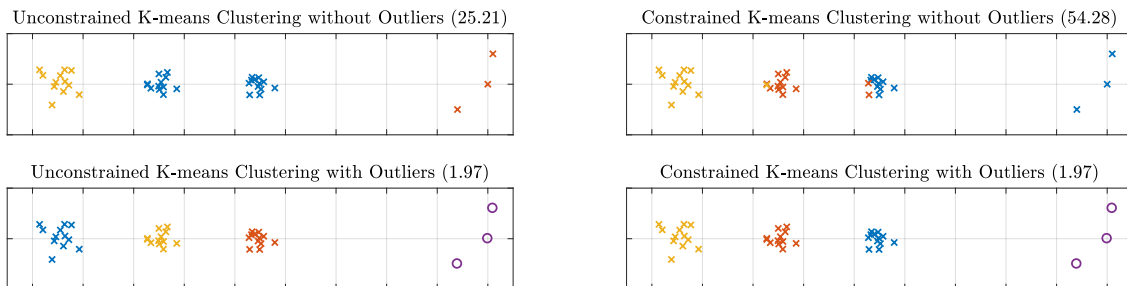 Unconstrained K-means Clustering without Outliers (25.21)
Constrained K-means Clustering without Outliers (54.28)
Unconstrained K-means Clustering with Outliers (1.97)
Constrained K-means Clustering with Outliers (1.97)